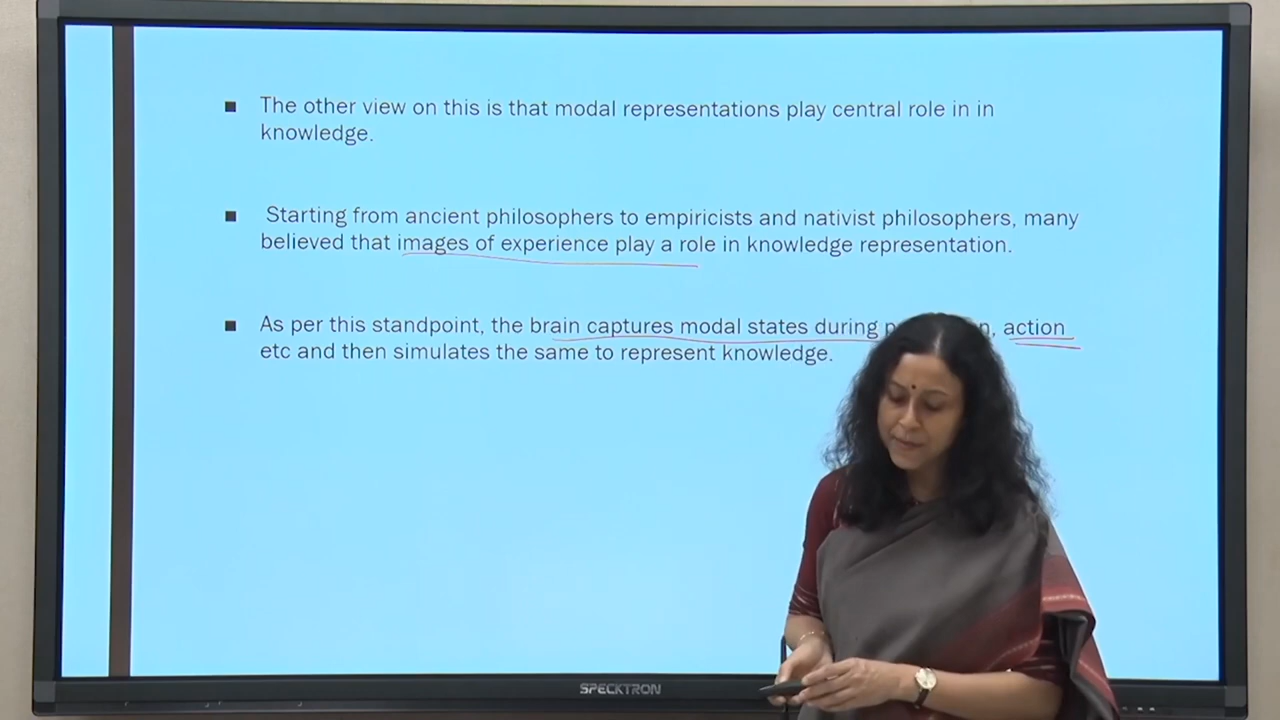 ■ The other view on this is that modal representations play central role in in
knowledge.
■ Starting from ancient philosophers to empiricists and nativist philosophers, many
believed that images of experience play a role in knowledge representation.
■ As per this standpoint, the brain captures modal states during , action
etc and then simulates the same to represent knowledge.
SPECKTRON